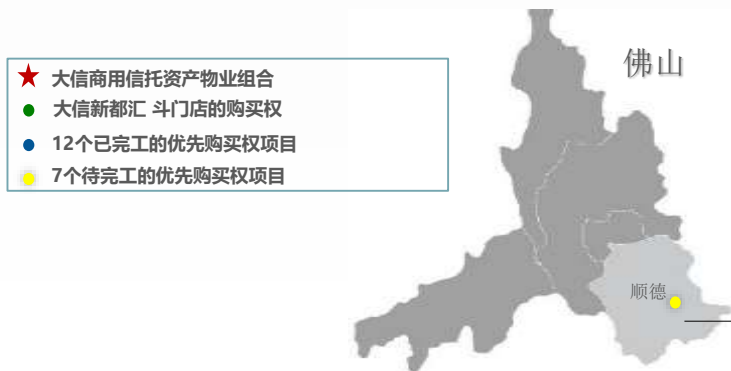 佛山
大信商用信托资产物业组合
大信新都汇 斗门店的购买权
12个已完工的优先购买权项目
7个待完工的优先购买权项目
顺德